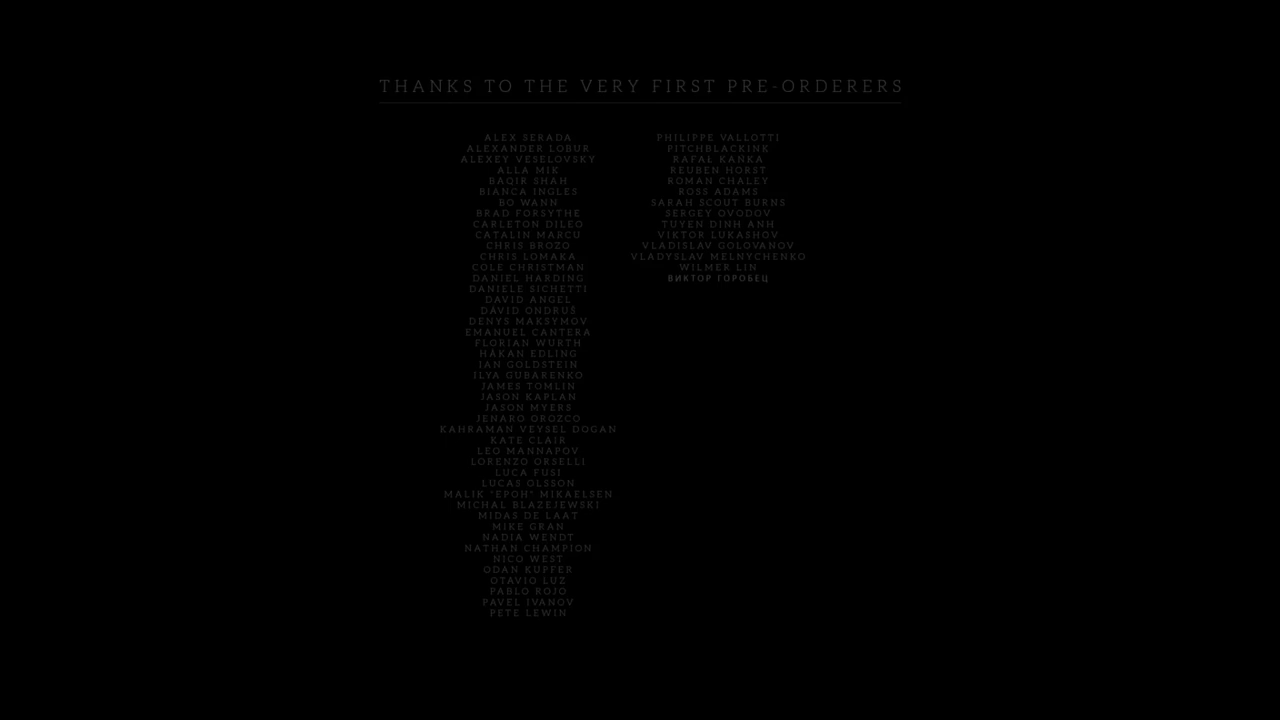 THANKS TO THE VERY FIRST PRE-ORDERERS
ALEX SERADA
ALEXANDER LOBUR
ALEXEY VESELOVSKY
ALLA MIK
BAQIR SHAH
BIANCA INGLES
BO WANN
BRAD FORSYTHE
CARLETON DILEO
CATALIN MARCU
CHRIS BROZO
CHRIS LOMAKA
COLE CHRISTMAN
DANIEL HARDING
DANIELE SICHETTI
DAVID ANGEL
DÁVID ONDRUŠ
DENYS MAKSYMOV
EMANUEL CANTERA
FLORIAN WURTH
HÅKAN EDLING
IAN GOLDSTEIN
ILYA GUBARENKO
JAMES TOMLIN
JASON KAPLAN
JASON MYERS
JENARO OROZCO
KAHRAMAN VEYSEL DOGAN
KATE CLAIR
LEO MANNAPOV
LORENZO ORSELLI
LUCA FUSI
LUCAS OLSSON
MALIK "EPOH" MIKAELSEN
MICHAL BLAZEJEWSKI
MIDAS DE LAAT
MIKE GRAN
NADIA WENDT
NATHAN CHAMPION
NICO WEST
ODAN KUPFER
OTAVIO LUZ
PABLO ROJO
PAVEL IVANOV
PETE LEWIN
PHILIPPE VALLOTTI
PITCHBLACKINK
RAFAŁ KAŃKA
REUBEN HORST
ROMAN CHALEY
ROSS ADAMS
SARAH SCOUT BURNS
SERGEY OVODOV
TUYEN DINH ANH
VIKTOR LUKASHOV
VLADISLAV GOLOVANOV
VLADYSLAV MELNYCHENKO
WILMER LIN
ВИКТОР ГОРОБЕЦ